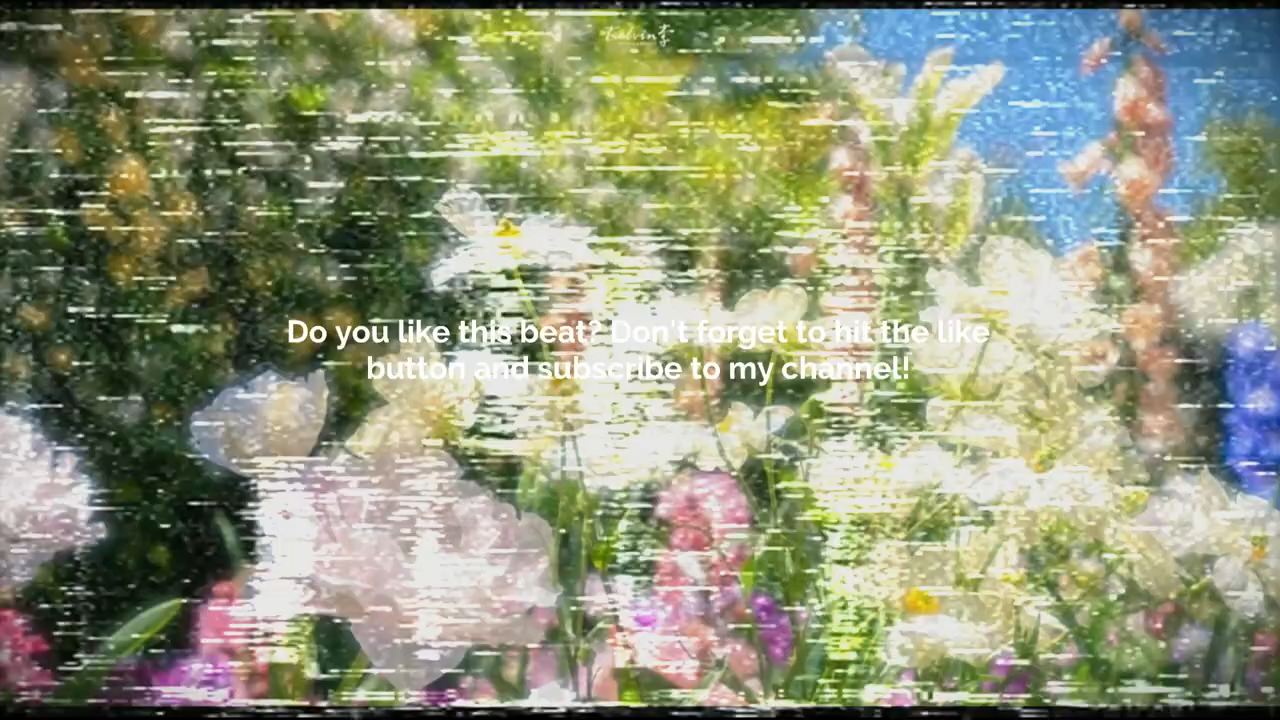 Do you like this beat? Don't forget to hit the like
button and subscribe to my channel!